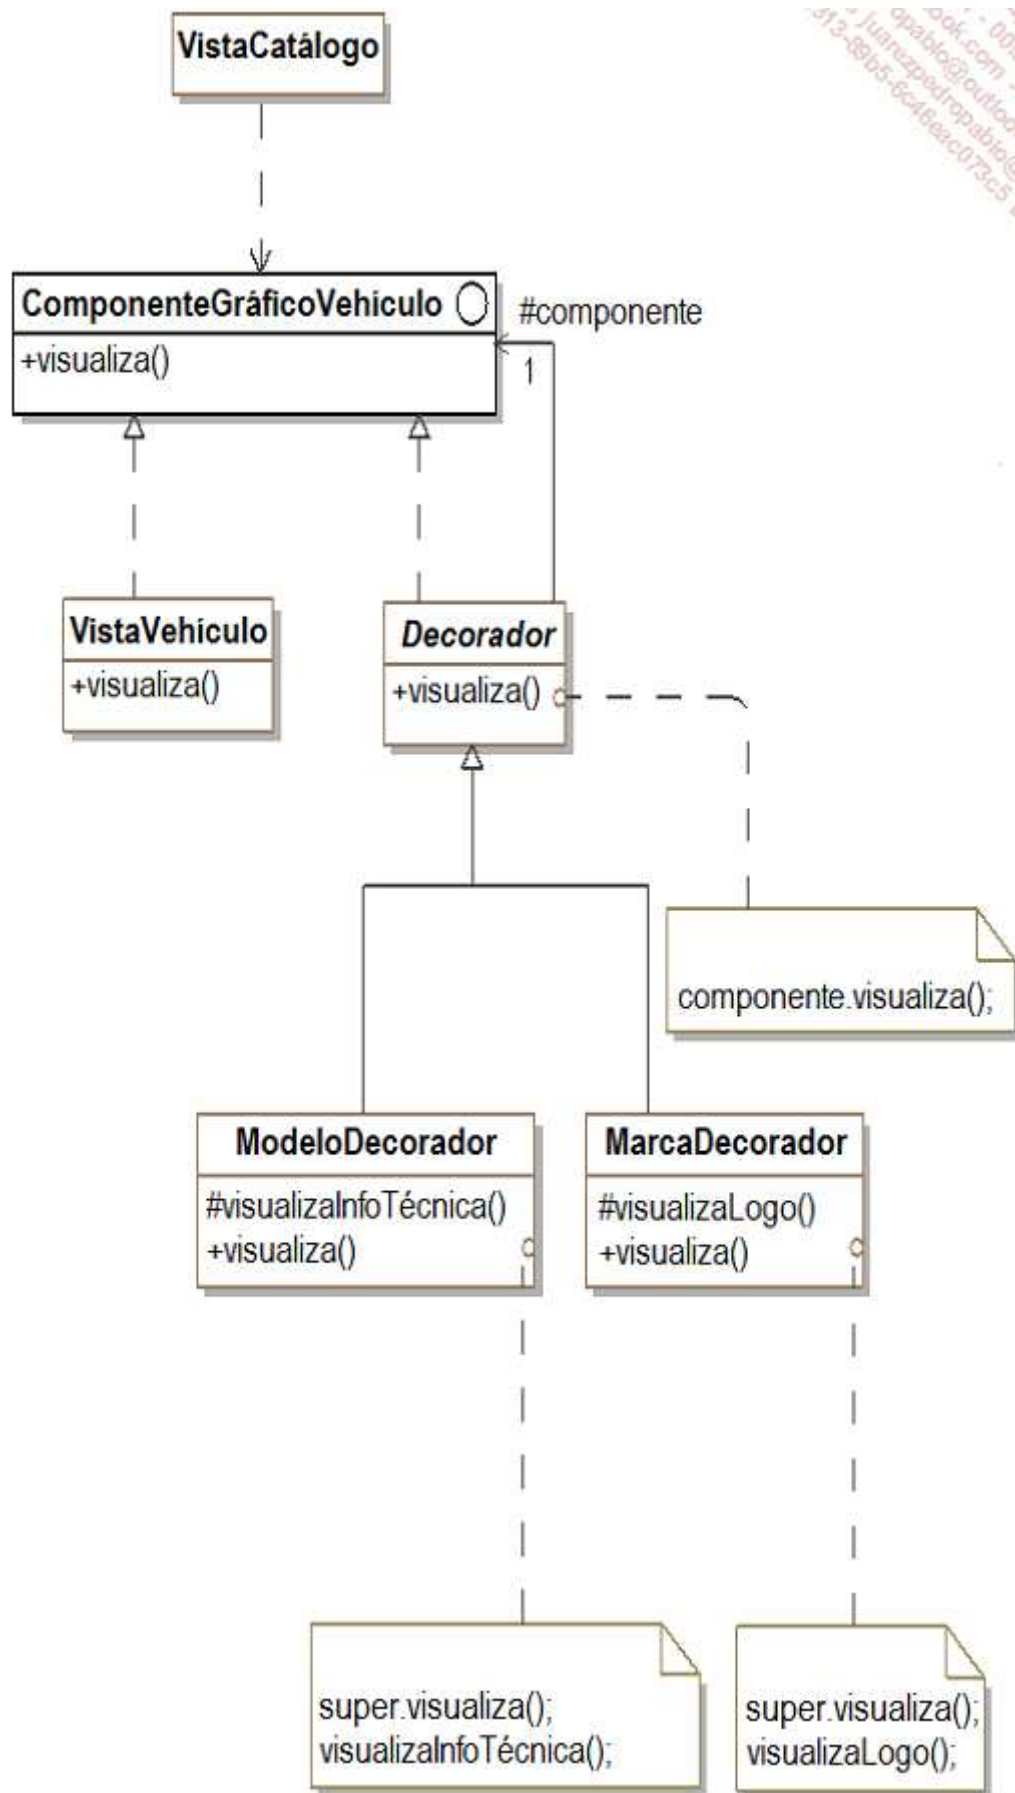 VistaCatálogo
ComponenteGráficoVehículo
+visualiza()
#componente
1
VistaVehículo
+visualiza()
Decorador
+visualiza()
componente.visualiza();
ModeloDecorador
#visualizaInfoTécnica()
+visualiza()
MarcaDecorador
#visualizaLogo()
+visualiza()
super.visualiza();
visualizaInfoTécnica();
super.visualiza();
visualizaLogo();